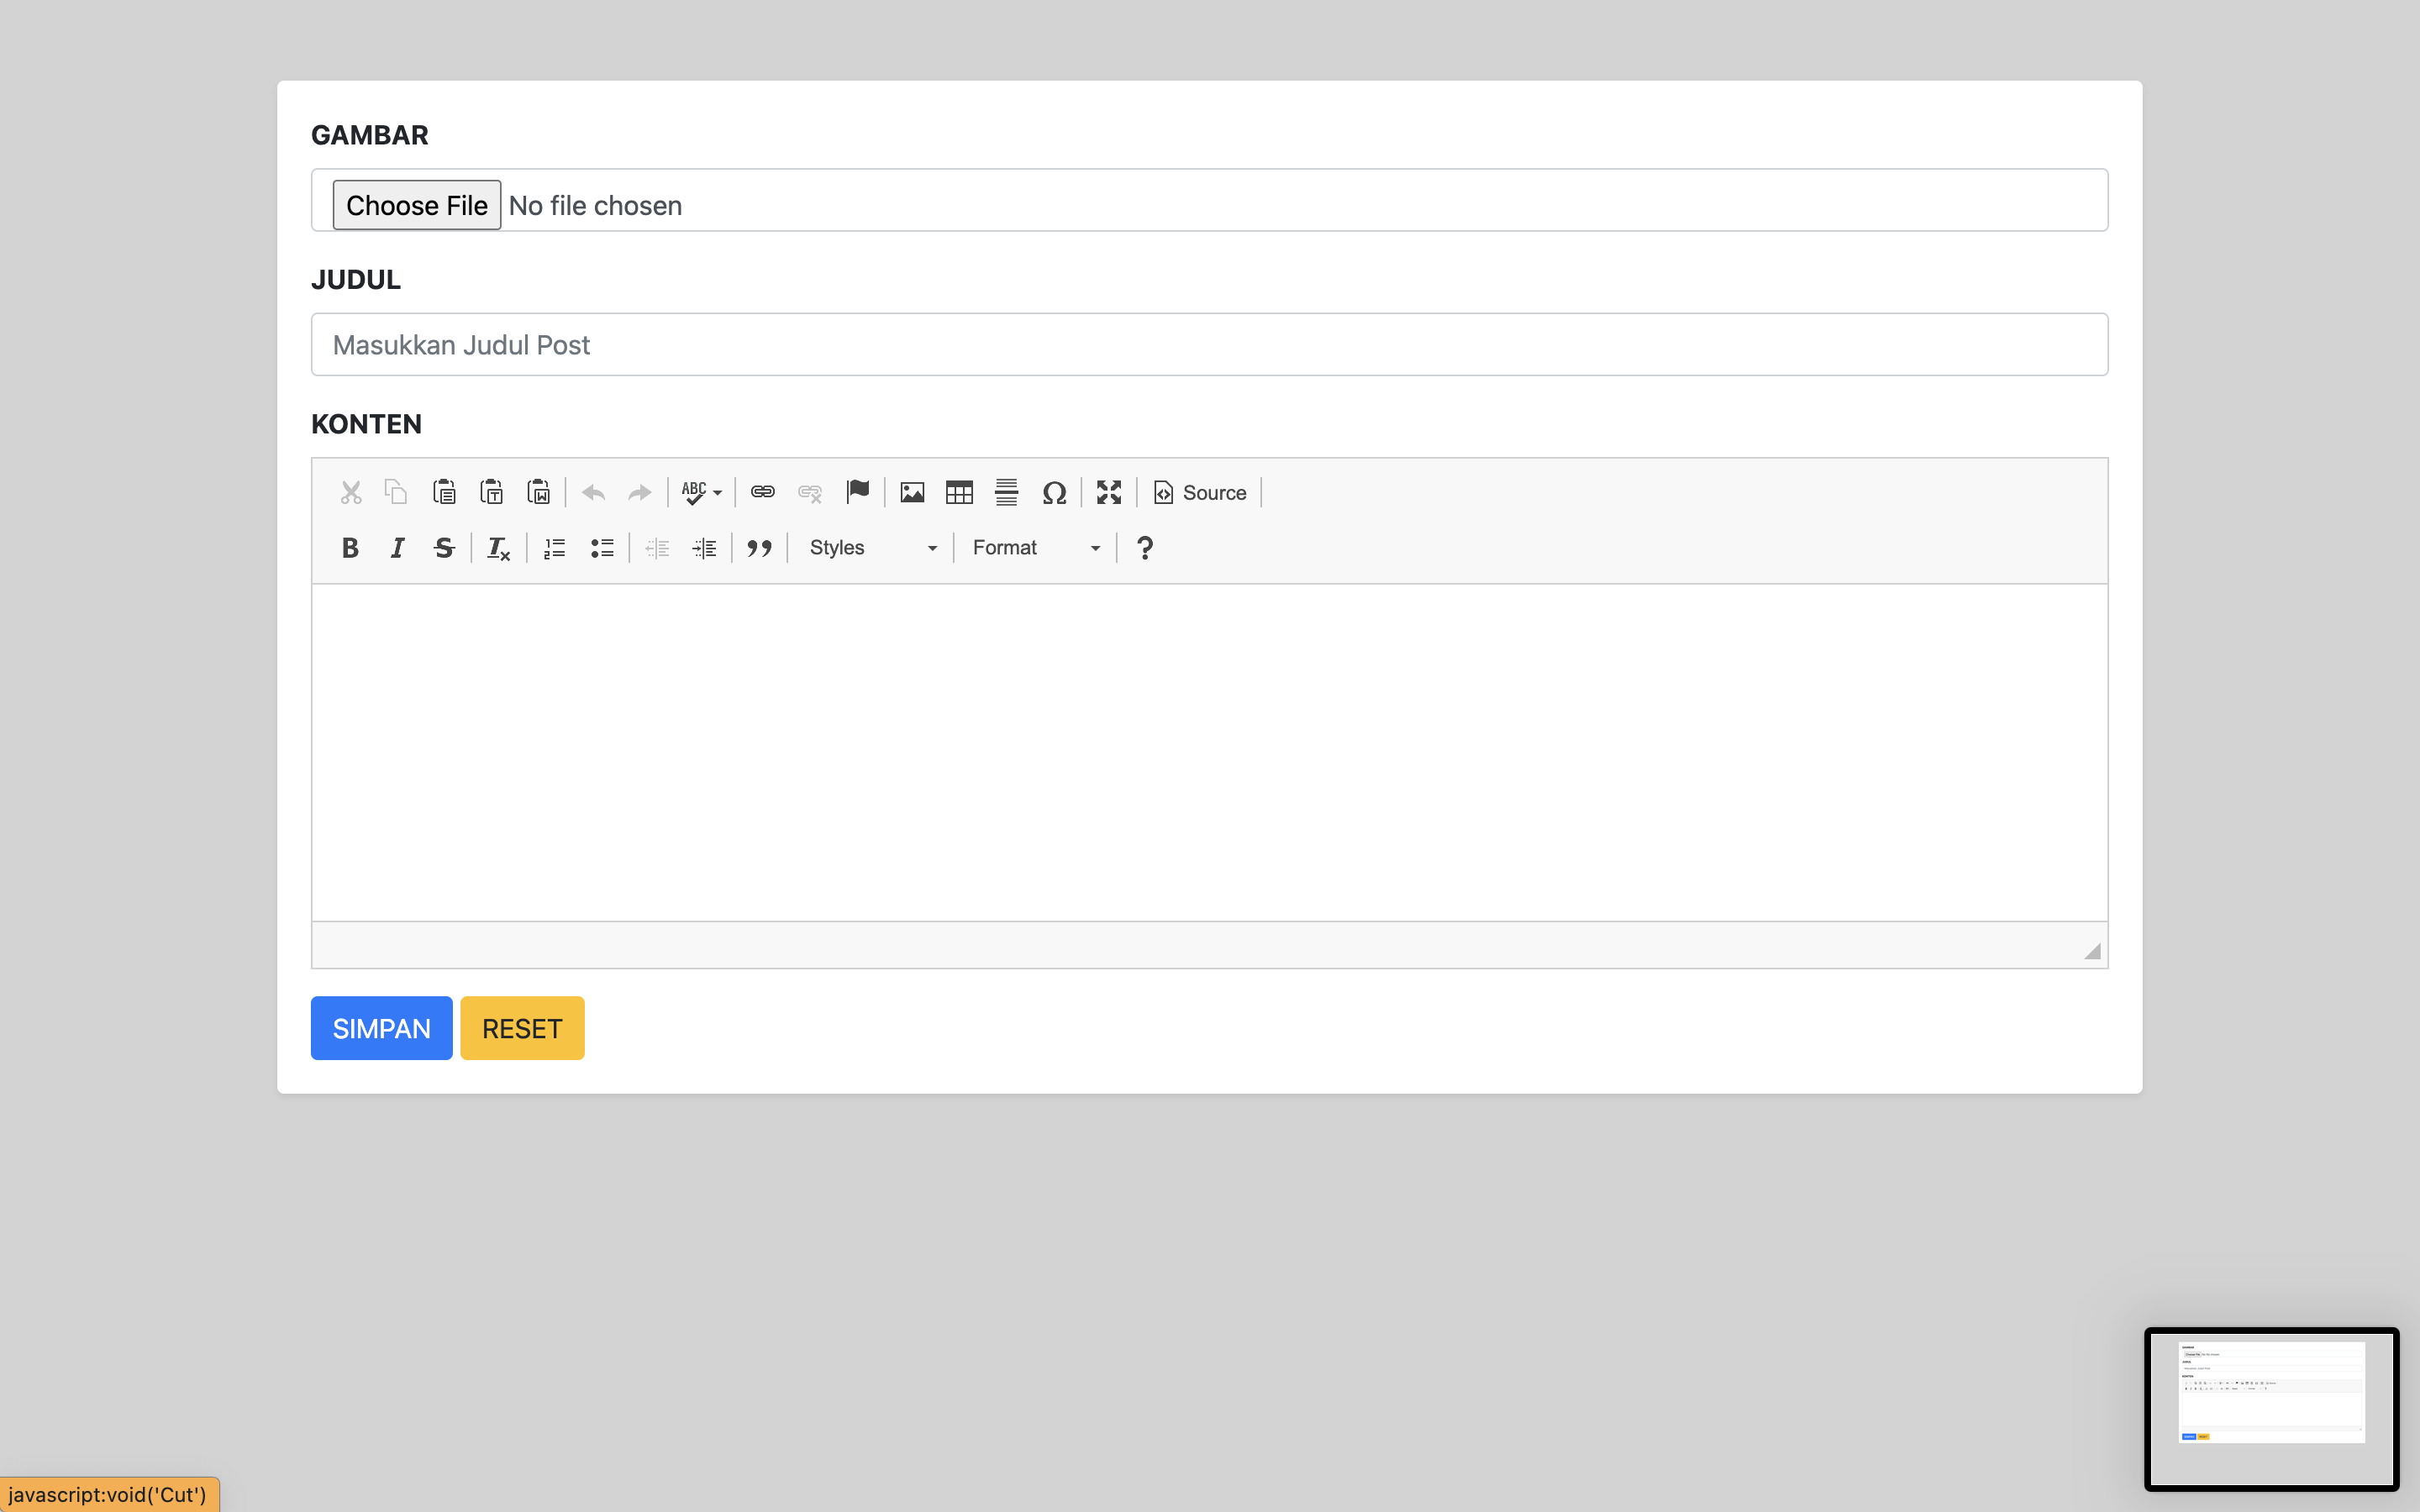 GAMBAR
Choose File No file chosen
JUDUL
Masukkan Judul Post
KONTEN
ABC Source
Styles Format ?
SIMPAN RESET
javascript:void('Cut')